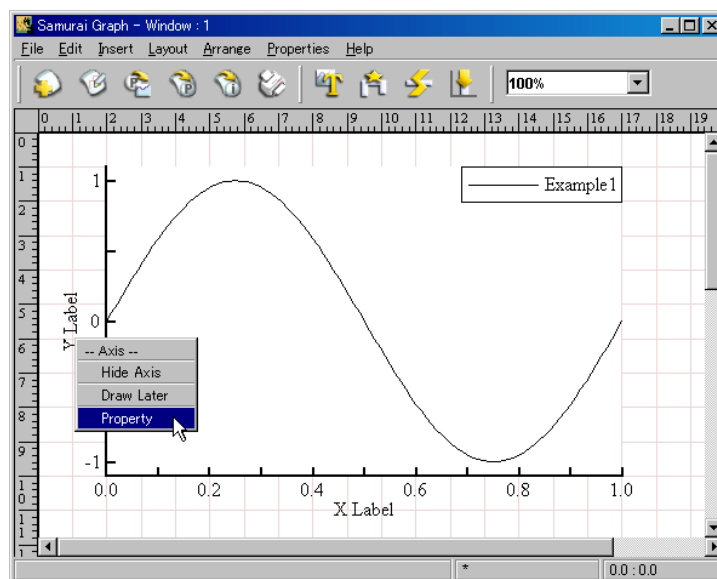 Samurai Graph - Window : 1
File Edit Insert Layout Arrange Properties Help
100%
0 1 2 3 4 5 6 7 8 9 10 11 12 13 14 15 16 17 18 19
0
1
2
3
4
5
6
7
8
9
10
11
1
Example1
1
0
-1
Y Label
-- Axis --
Hide Axis
Draw Later
Property
0.0 0.2 0.4 0.6 0.8 1.0
X Label
* 0.0 : 0.0